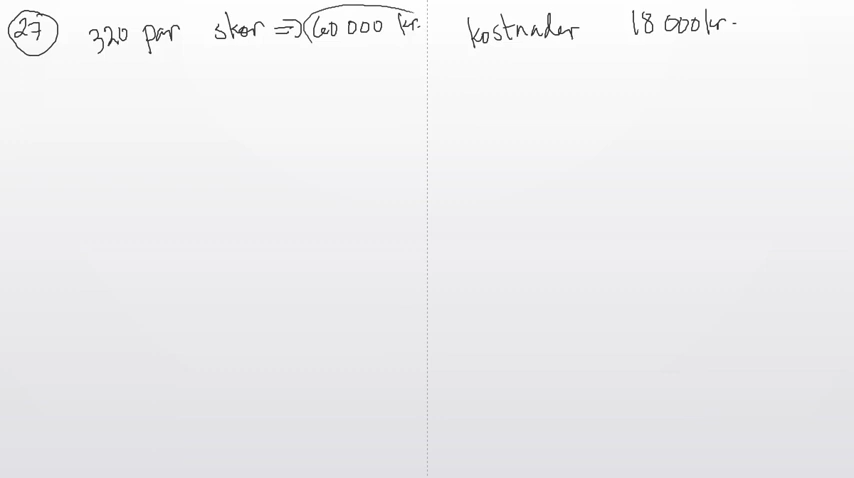 27 320 par skor => (60 000 kr. kostnader 18 000 kr.